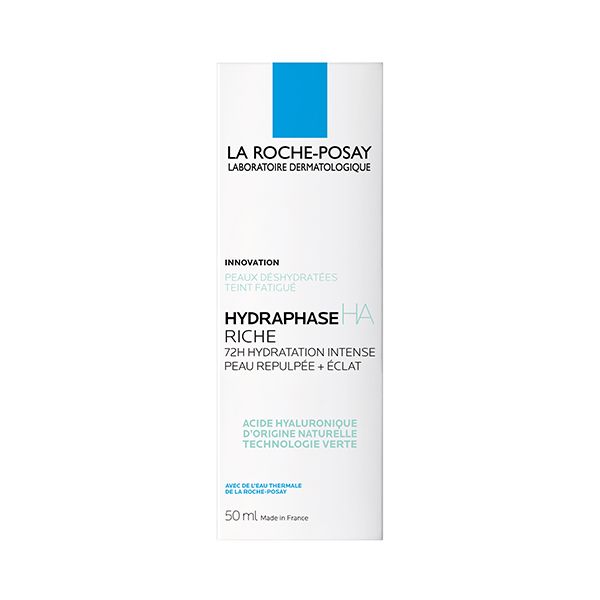 LA ROCHE-POSAY
LABORATOIRE DERMATOLOGIQUE
INNOVATION
PEAUX DÉSHYDRATÉES
TEINT FATIGUÉ
HYDRAPHASE HA
RICHE
72H HYDRATATION INTENSE
PEAU REPULPÉE + ÉCLAT
ACIDE HYALURONIQUE
D'ORIGINE NATURELLE
TECHNOLOGIE VERTE
AVEC DE L'EAU THERMALE
DE LA ROCHE-POSAY
50 ml Made in France